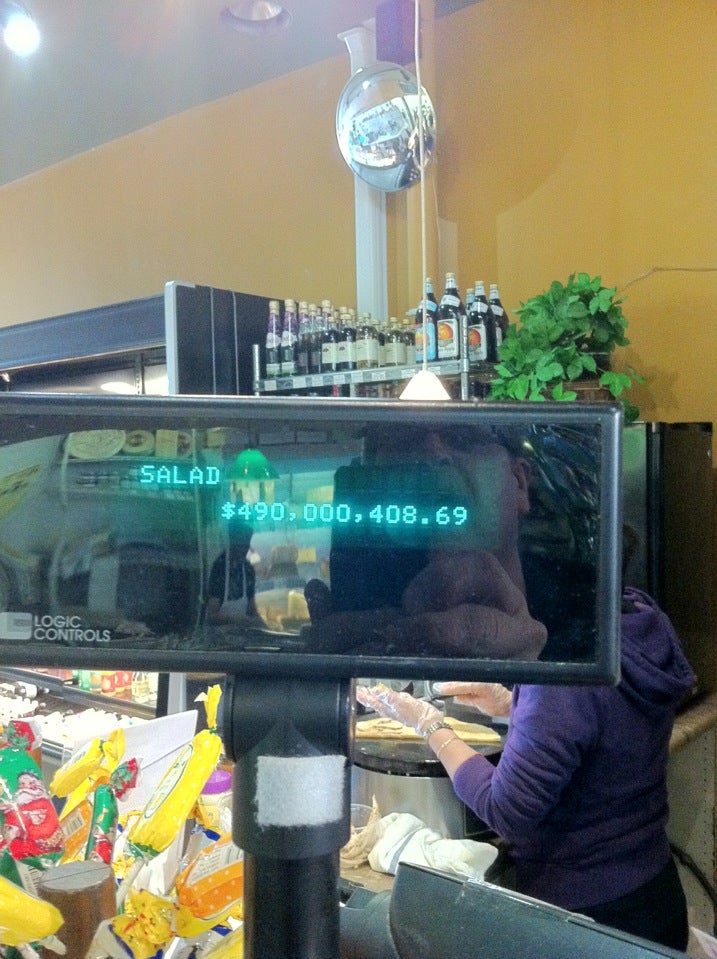 SALAD
$490,000,408.69
LOGIC
CONTROLS